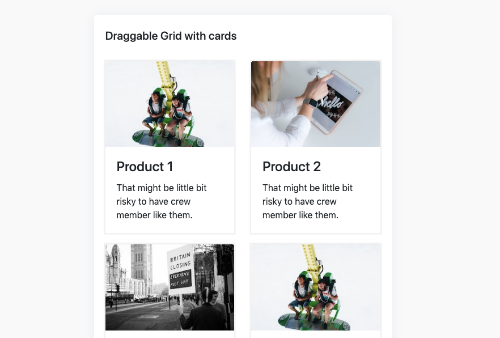 Draggable Grid with cards
hello
Product 1
Product 2
That might be little bit
risky to have crew
member like them.
That might be little bit
risky to have crew
member like them.
BRITAIN
CLOSING